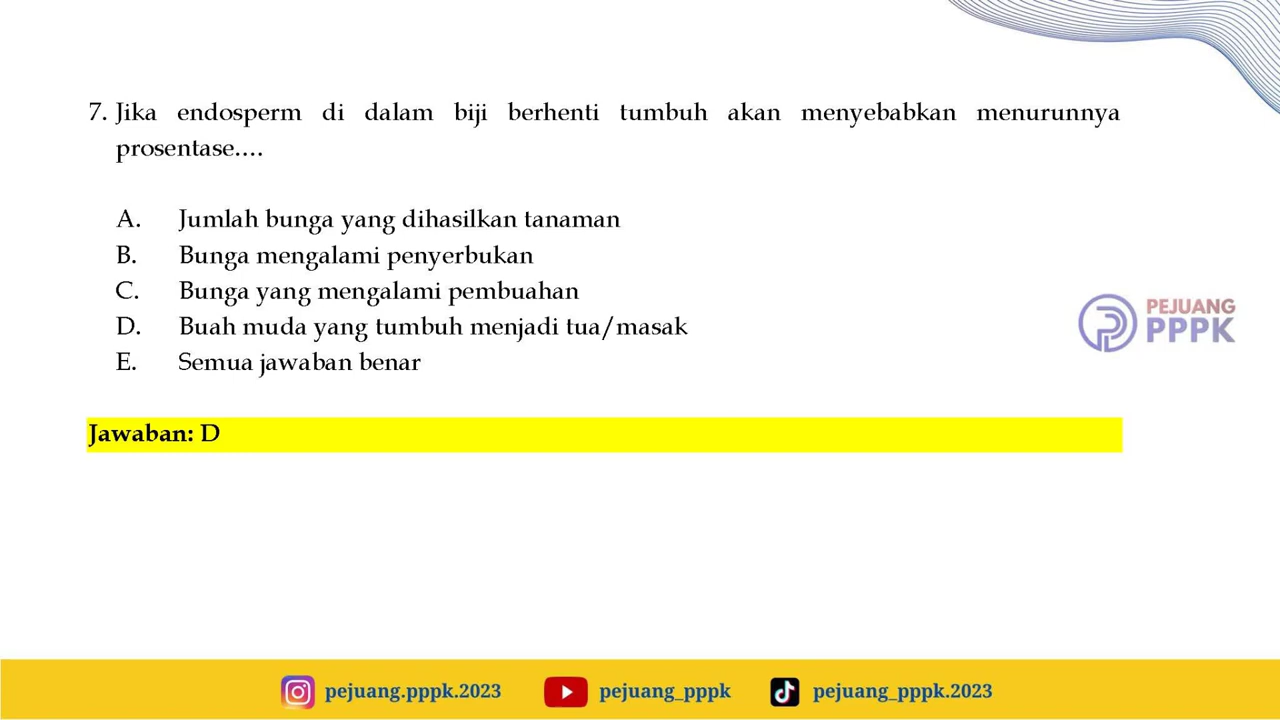 7. Jika endosperm di dalam biji berhenti tumbuh akan menyebabkan menurunnya
prosentase....
A. Jumlah bunga yang dihasilkan tanaman
B. Bunga mengalami penyerbukan
C. Bunga yang mengalami pembuahan
D. Buah muda yang tumbuh menjadi tua/masak
E. Semua jawaban benar
PEJUANG
PPPK
Jawaban: D
pejuang.pppk.2023 pejuang_pppk pejuang_pppk.2023